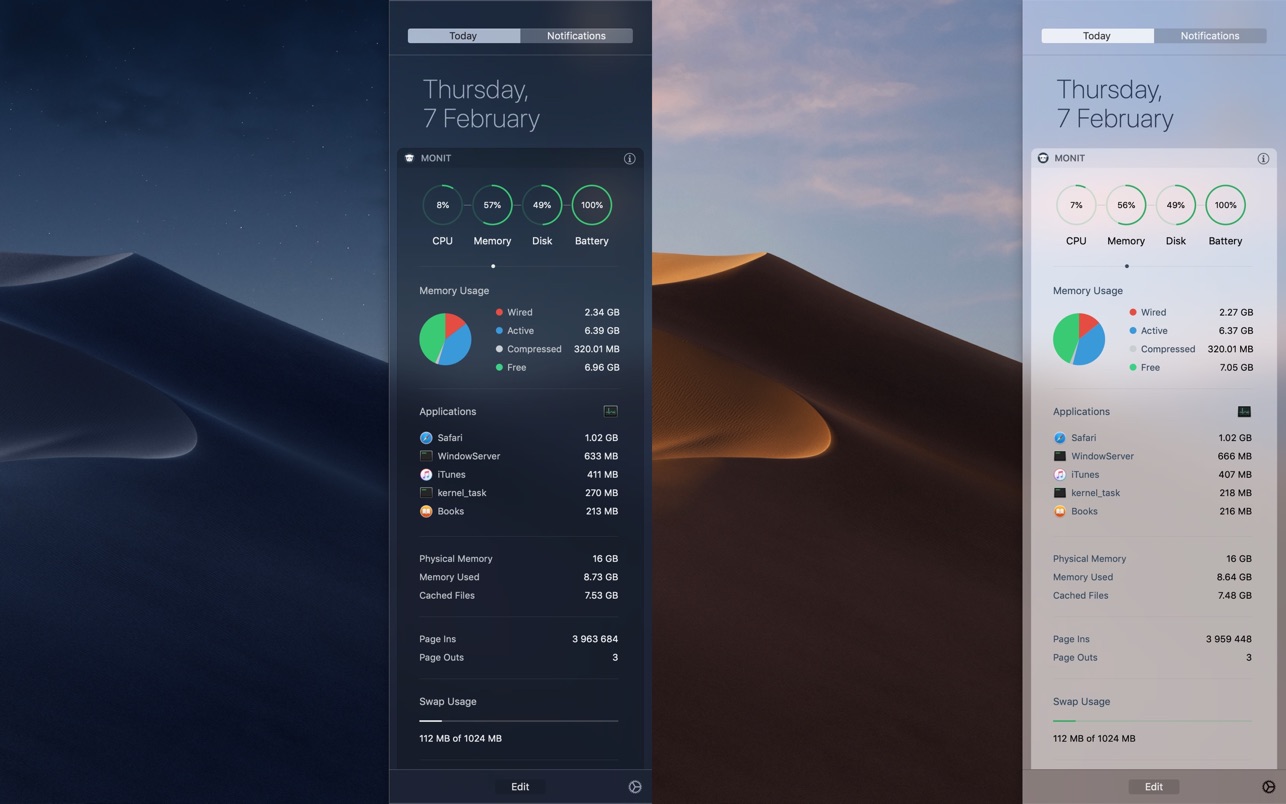 Today Notifications
Thursday,
7 February
MONIT
8% 57% 49% 100%
CPU Memory Disk Battery
Memory Usage
Wired 2.34 GB
Active 6.39 GB
Compressed 320.01 MB
Free 6.96 GB
Applications
Safari 1.02 GB
WindowServer 633 MB
iTunes 411 MB
kernel_task 270 MB
Books 213 MB
Physical Memory 16 GB
Memory Used 8.73 GB
Cached Files 7.53 GB
Page Ins 3 963 684
Page Outs 3
Swap Usage
112 MB of 1024 MB
Edit
Today Notifications
Thursday,
7 February
MONIT
7% 56% 49% 100%
CPU Memory Disk Battery
Memory Usage
Wired 2.27 GB
Active 6.37 GB
Compressed 320.01 MB
Free 7.05 GB
Applications
Safari 1.02 GB
WindowServer 666 MB
iTunes 407 MB
kernel_task 218 MB
Books 216 MB
Physical Memory 16 GB
Memory Used 8.64 GB
Cached Files 7.48 GB
Page Ins 3 959 448
Page Outs 3
Swap Usage
112 MB of 1024 MB
Edit